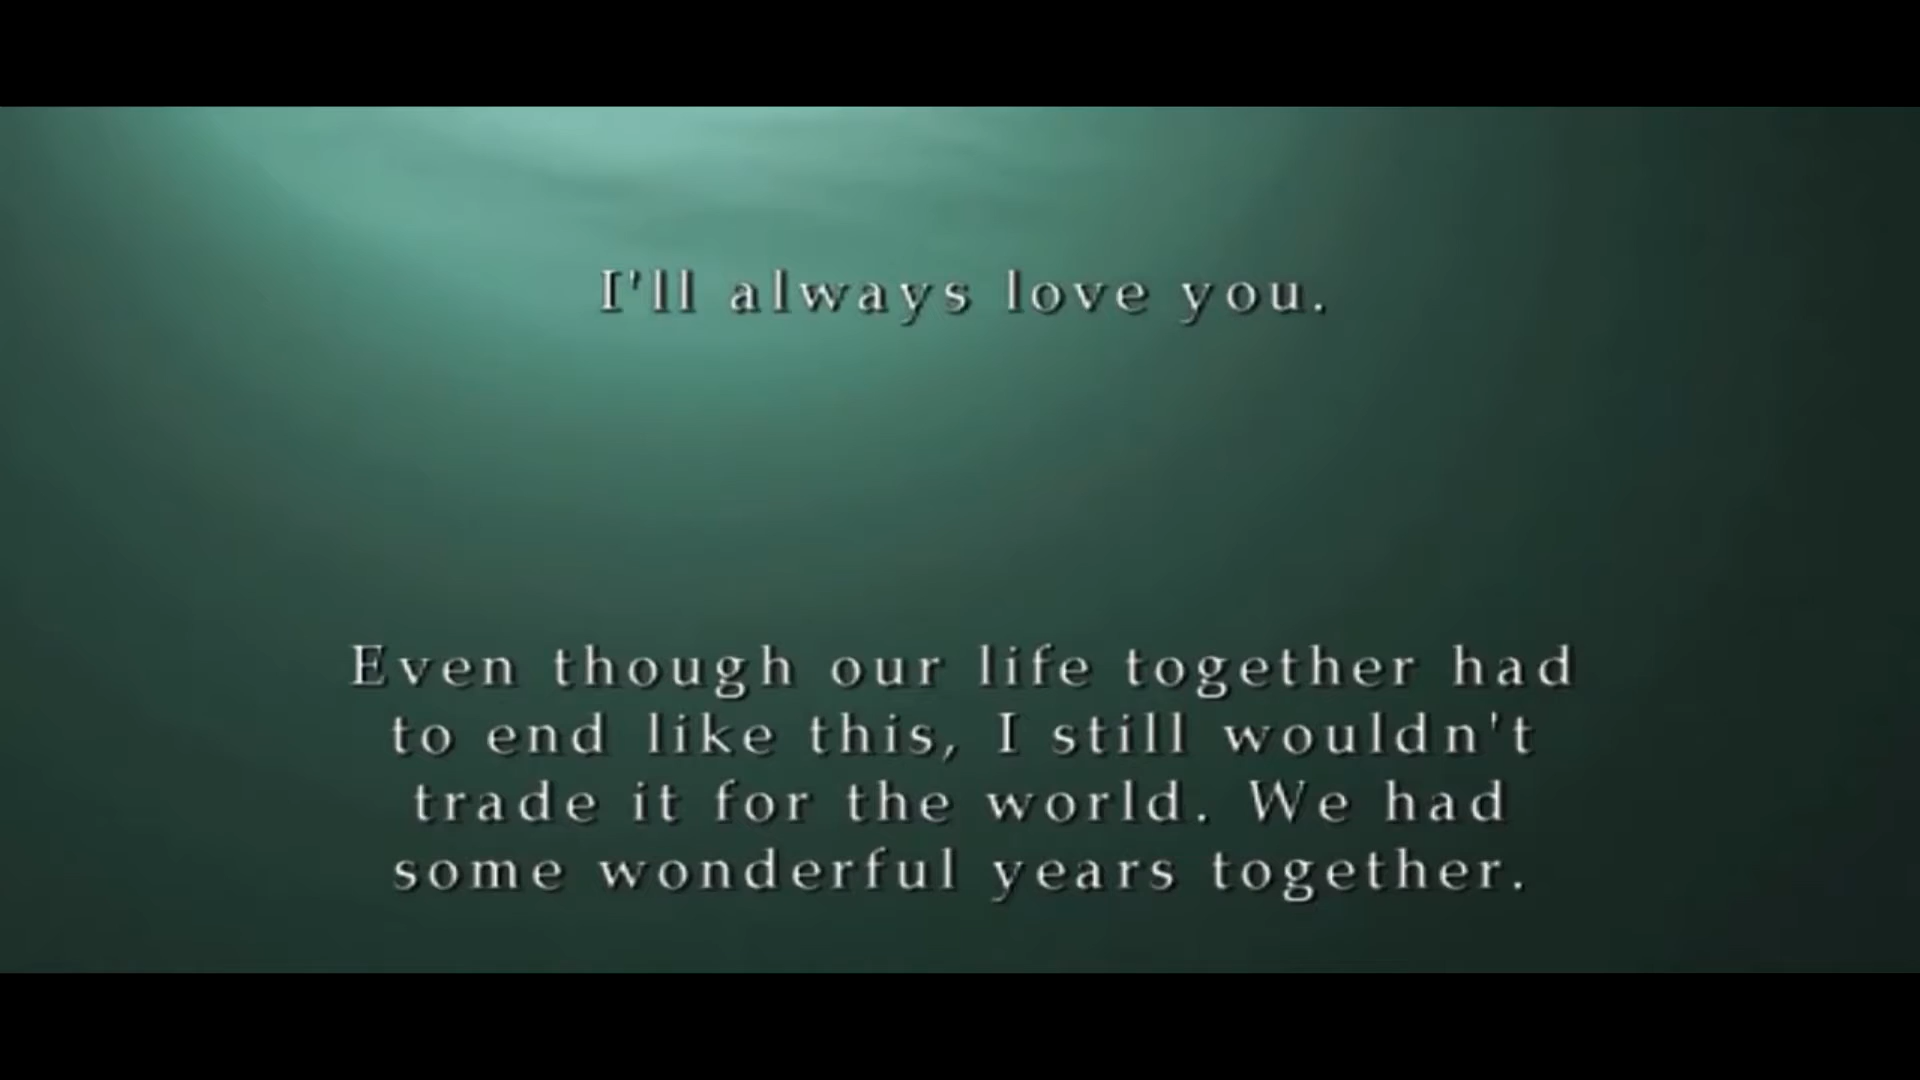 I'll always love you.
Even though our life together had
to end like this, I still wouldn't
trade it for the world. We had
some wonderful years together.